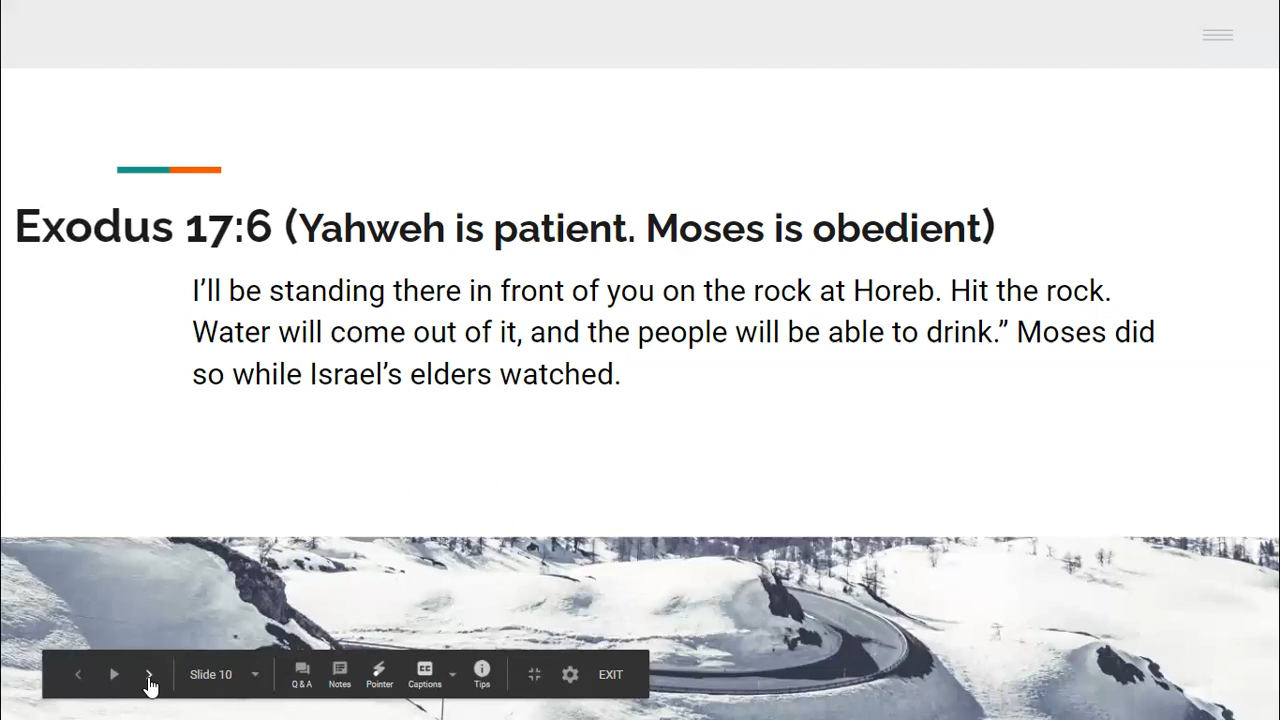 Exodus 17:6 (Yahweh is patient. Moses is obedient)
I’ll be standing there in front of you on the rock at Horeb. Hit the rock.
Water will come out of it, and the people will be able to drink.” Moses did
so while Israel’s elders watched.
Slide 10
Q & A
Notes
Pointer
CC
Captions
Tips
EXIT